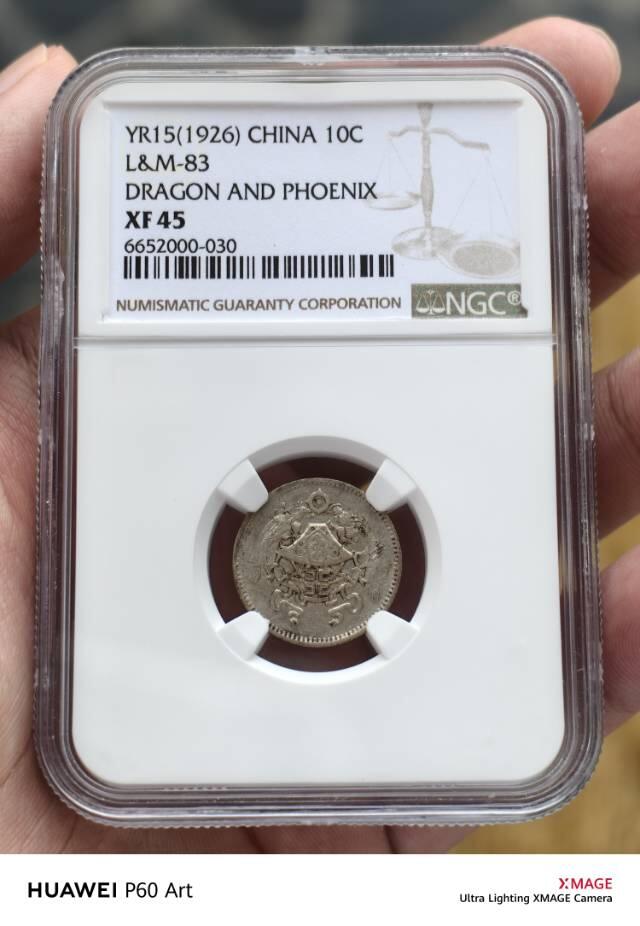 YR15(1926) CHINA 10C
L&M-83
DRAGON AND PHOENIX
XF 45
6652000-030
NUMISMATIC GUARANTY CORPORATION NGC®
HUAWEI P60 Art
XMAGE
Ultra Lighting XMAGE Camera